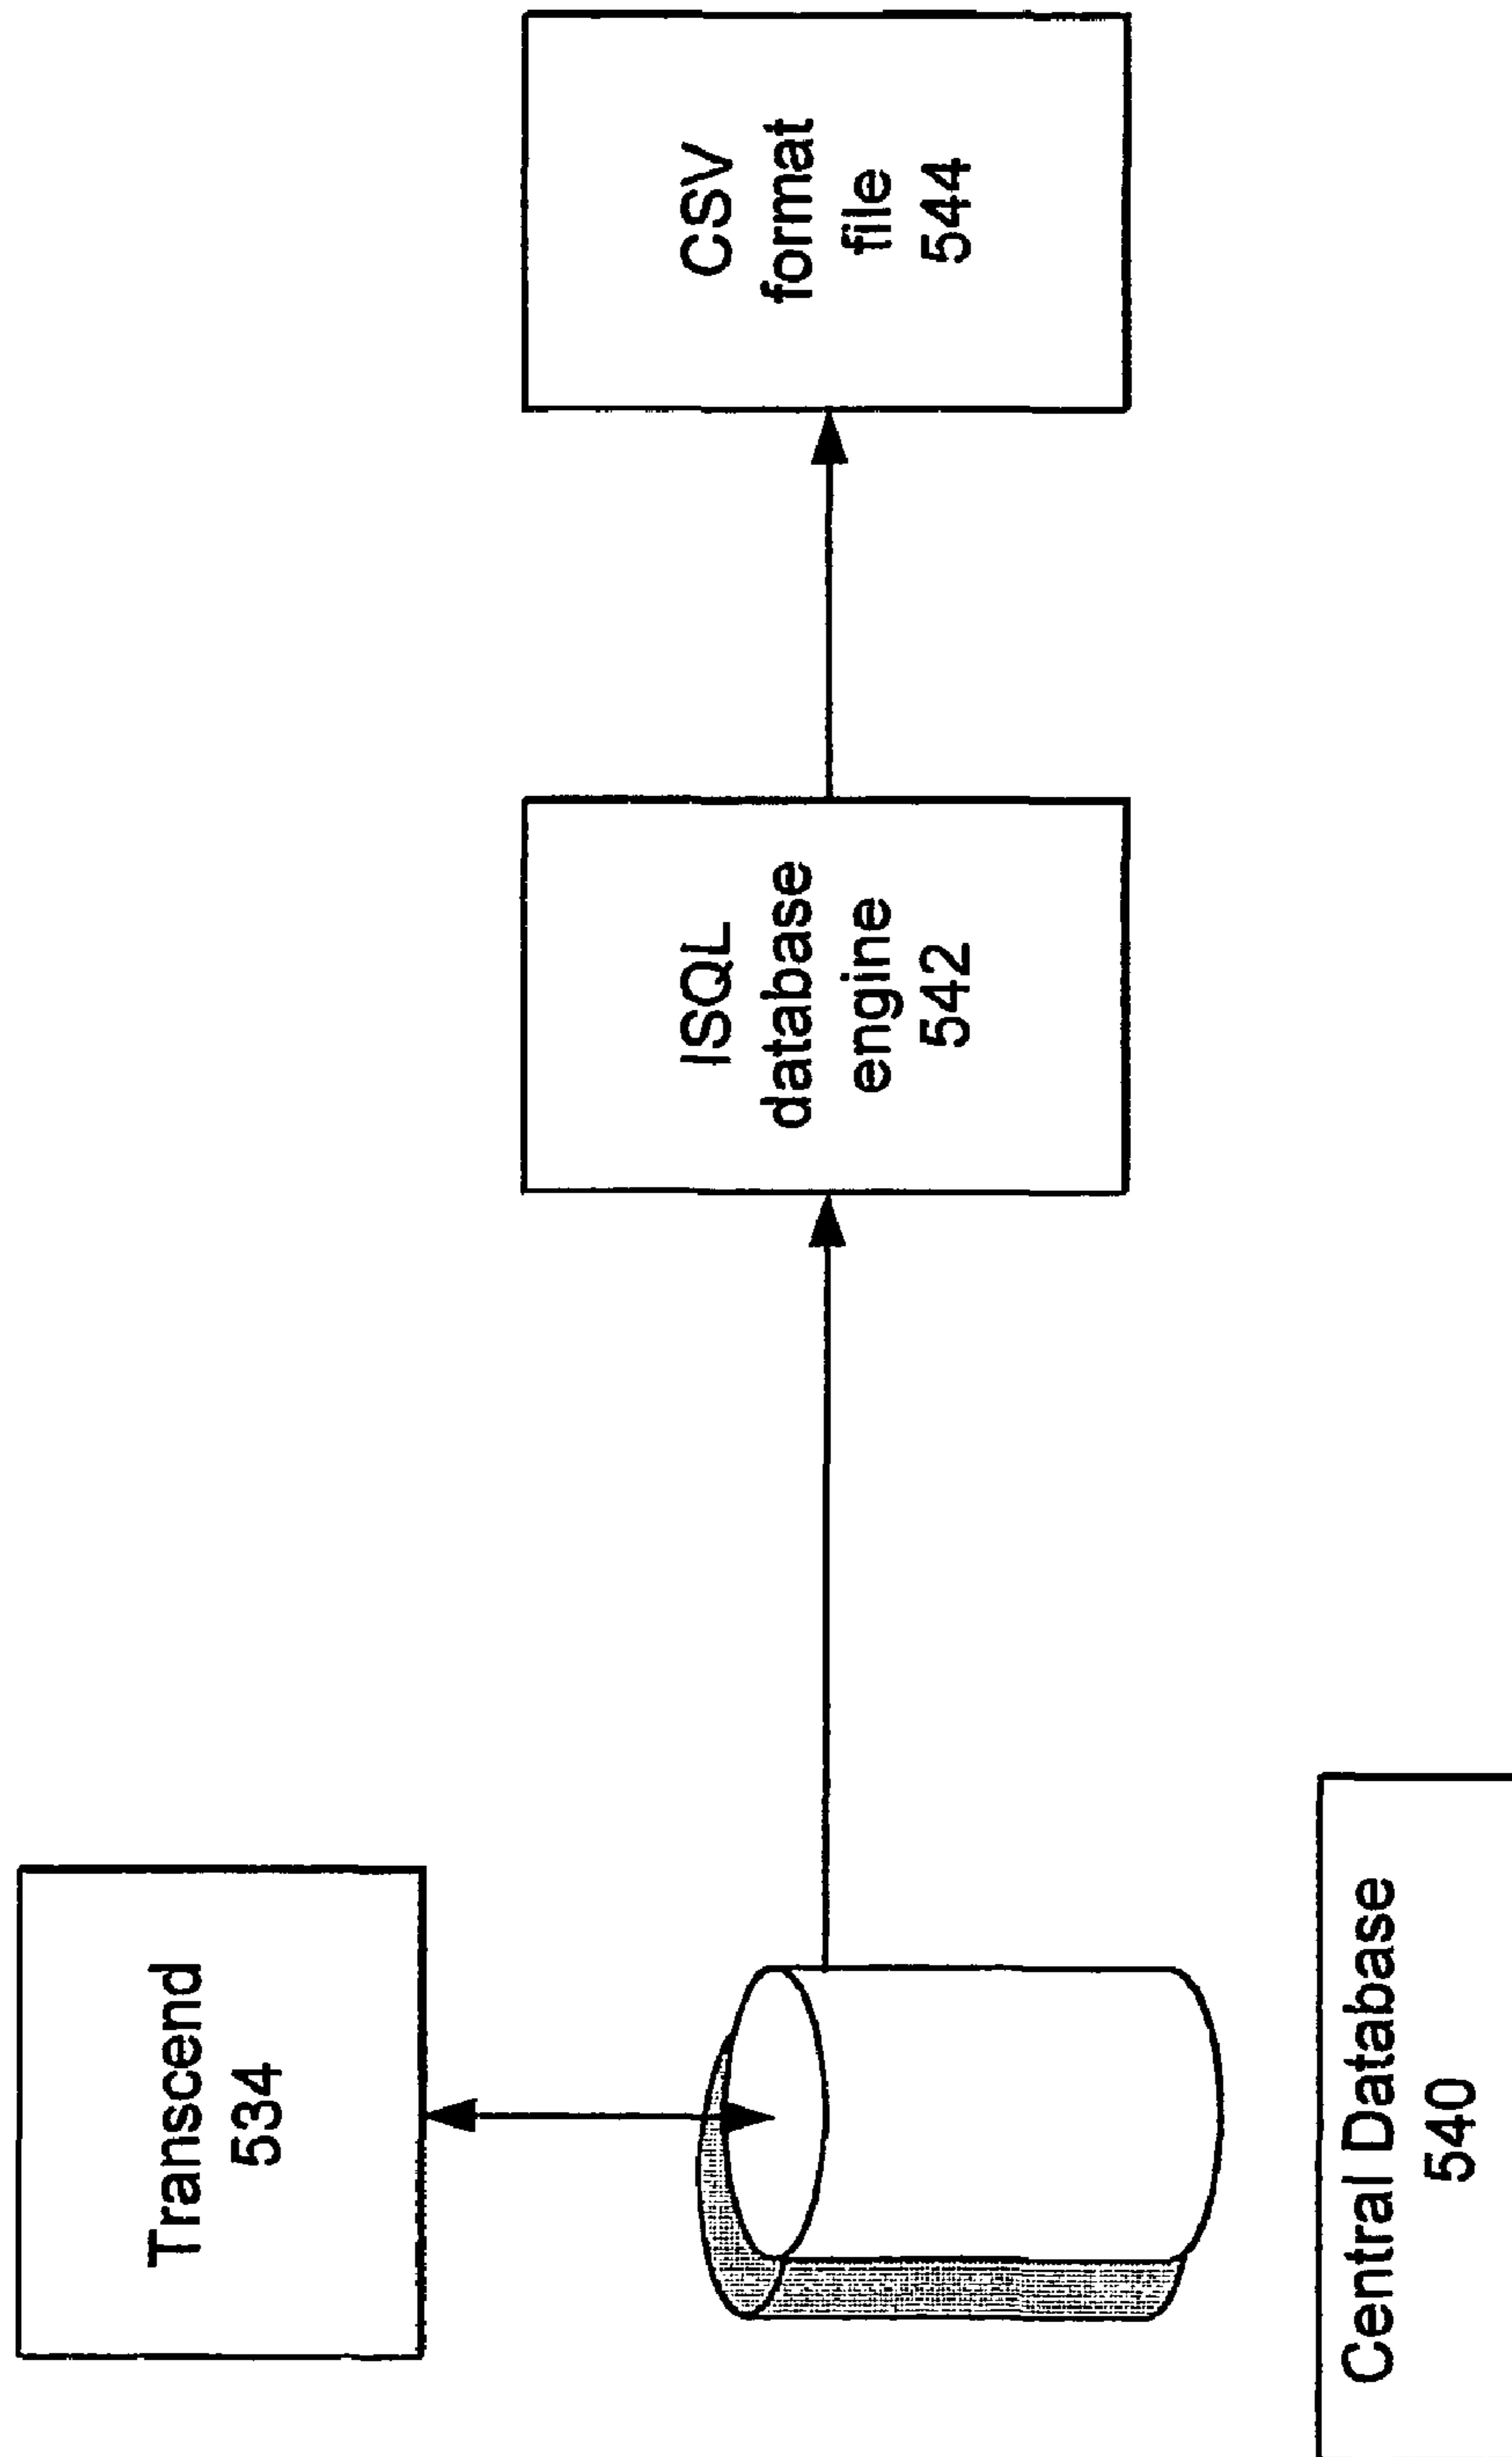 Transcend
534
Central Database
540
ISQL
database
engine
542
CSV
format
file
544